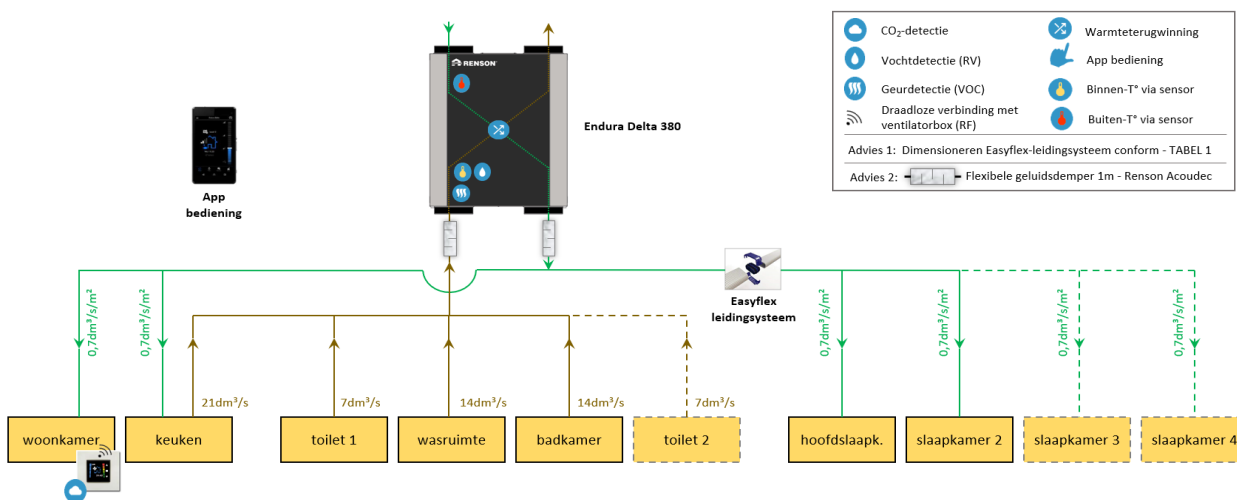 RENSON
Endura Delta 380
App
bediening
CO₂-detectie
Vochtdetectie (RV)
Geurdetectie (VOC)
Draadloze verbinding met
ventilatorbox (RF)
Warmteterugwinning
App bediening
Binnen-T° via sensor
Buiten-T° via sensor
Advies 1: Dimensioneren Easyflex-leidingsysteem conform - TABEL 1
Advies 2: Flexibele geluidsdemper 1m - Renson Acoudec
Easyflex
leidingsysteem
0,7dm³/s/m²
0,7dm³/s/m²
0,7dm³/s/m²
0,7dm³/s/m²
0,7dm³/s/m²
0,7dm³/s/m²
21dm³/s
7dm³/s
14dm³/s
14dm³/s
7dm³/s
woonkamer
keuken
toilet 1
wasruimte
badkamer
toilet 2
hoofdslaapk.
slaapkamer 2
slaapkamer 3
slaapkamer 4